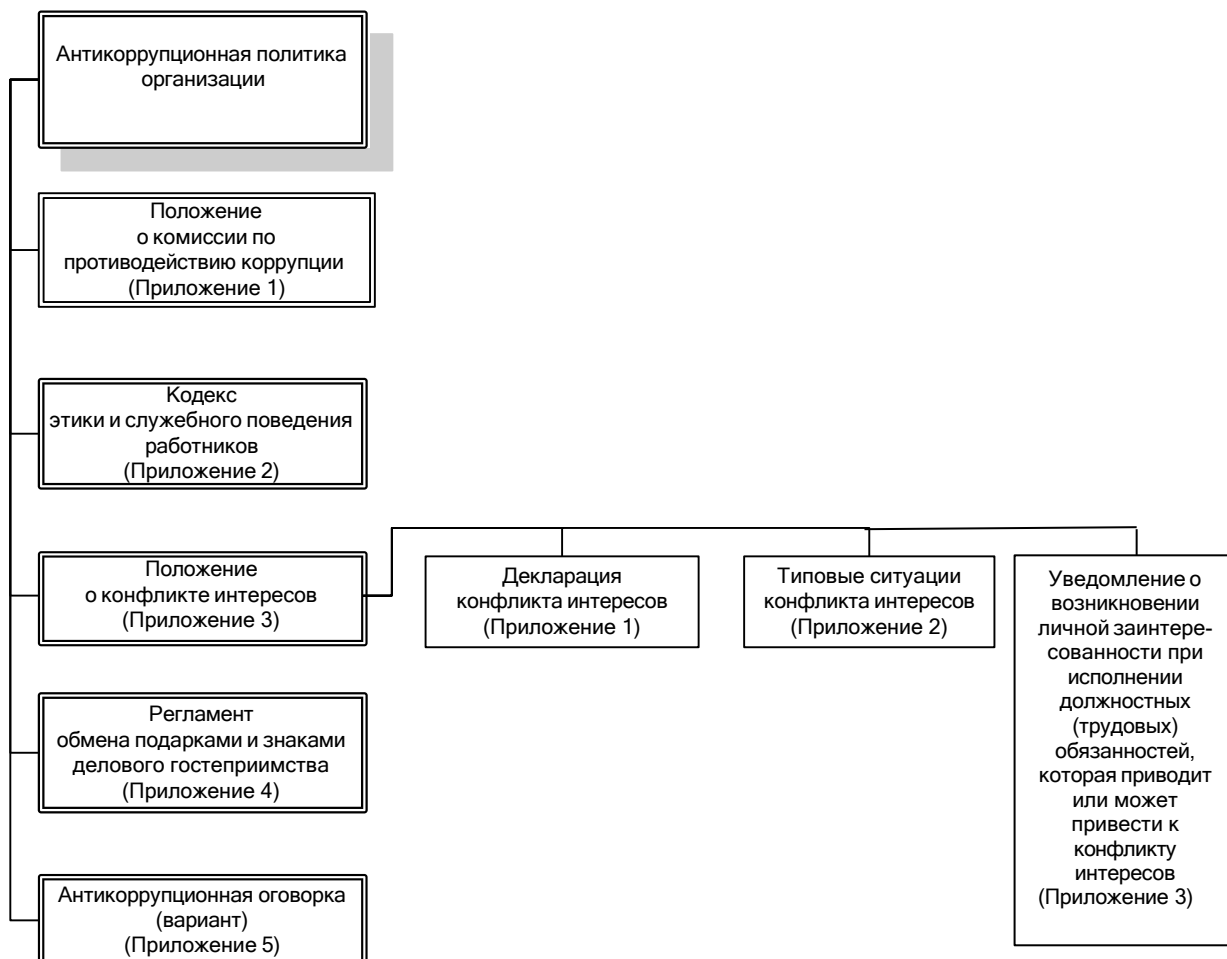 Антикоррупционная политика
организации
Положение
о комиссии по
противодействию коррупции
(Приложение 1)
Кодекс
этики и служебного поведения
работников
(Приложение 2)
Положение
о конфликте интересов
(Приложение 3)
Декларация
конфликта интересов
(Приложение 1)
Типовые ситуации
конфликта интересов
(Приложение 2)
Уведомление о
возникновении
личной заинтере-
сованности при
исполнении
должностных
(трудовых)
обязанностей,
которая приводит
или может
привести к
конфликту
интересов
(Приложение 3)
Регламент
обмена подарками и знаками
делового гостеприимства
(Приложение 4)
Антикоррупционная оговорка
(вариант)
(Приложение 5)